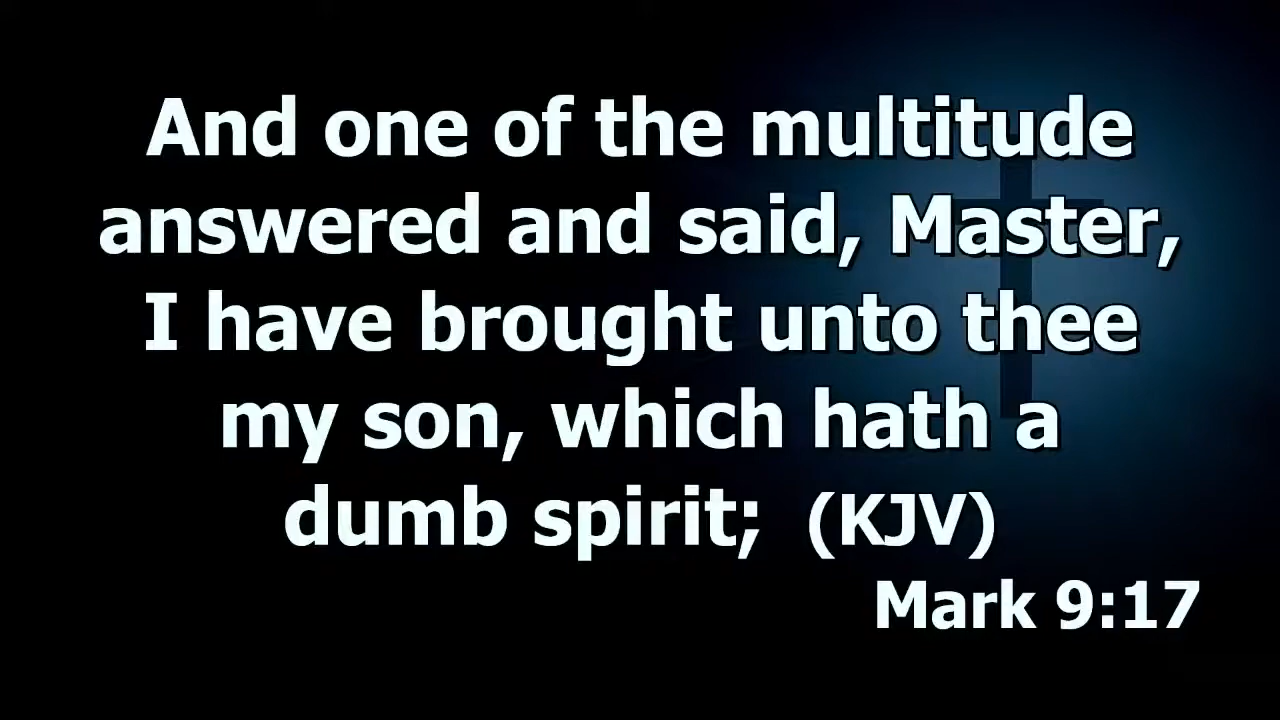 And one of the multitude
answered and said, Master,
I have brought unto thee
my son, which hath a
dumb spirit; (KJV)
Mark 9:17